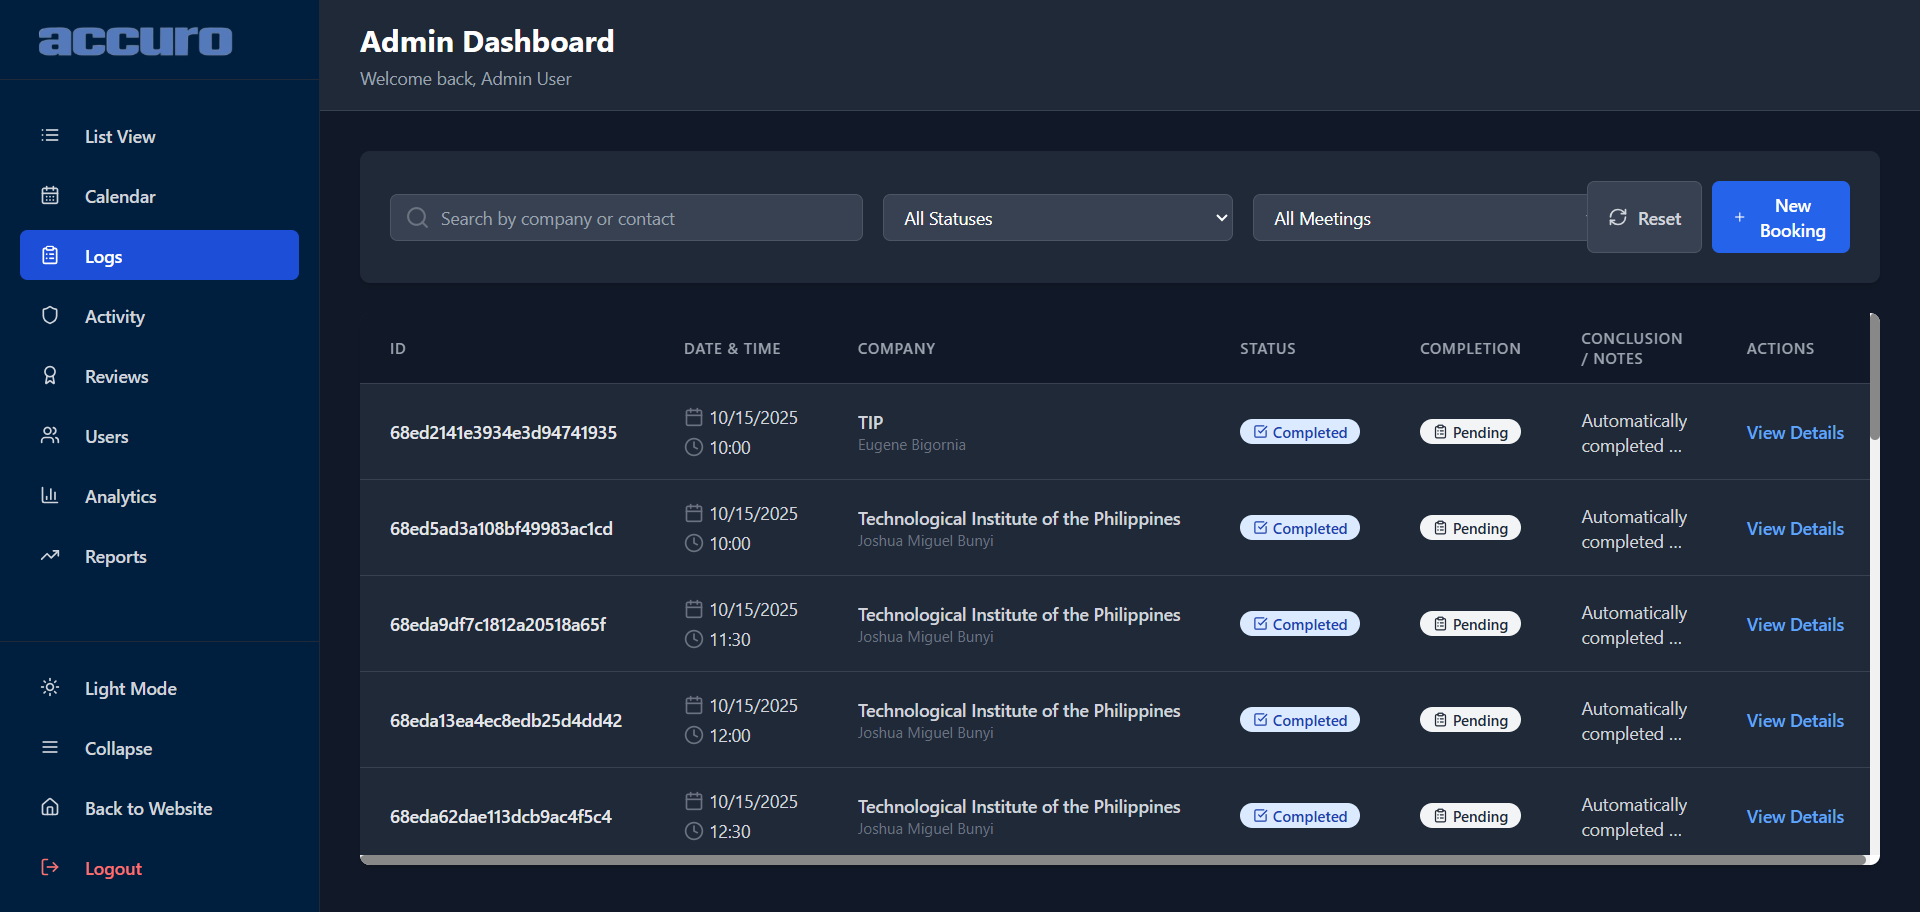 accuro
List View
Calendar
Logs
Activity
Reviews
Users
Analytics
Reports
Light Mode
Collapse
Back to Website
Logout
Admin Dashboard
Welcome back, Admin User
Search by company or contact
All Statuses
All Meetings
Reset
New
Booking
ID
DATE & TIME
COMPANY
STATUS
COMPLETION
CONCLUSION
/ NOTES
ACTIONS
68ed2141e3934e3d94741935
10/15/2025
10:00
TIP
Eugene Bigornia
Completed
Pending
Automatically
completed ...
View Details
68ed5ad3a108bf49983ac1cd
10/15/2025
10:00
Technological Institute of the Philippines
Joshua Miguel Bunyi
Completed
Pending
Automatically
completed ...
View Details
68eda9df7c1812a20518a65f
10/15/2025
11:30
Technological Institute of the Philippines
Joshua Miguel Bunyi
Completed
Pending
Automatically
completed ...
View Details
68eda13ea4ec8edb25d4dd42
10/15/2025
12:00
Technological Institute of the Philippines
Joshua Miguel Bunyi
Completed
Pending
Automatically
completed ...
View Details
68eda62dae113dcb9ac4f5c4
10/15/2025
12:30
Technological Institute of the Philippines
Joshua Miguel Bunyi
Completed
Pending
Automatically
completed ...
View Details